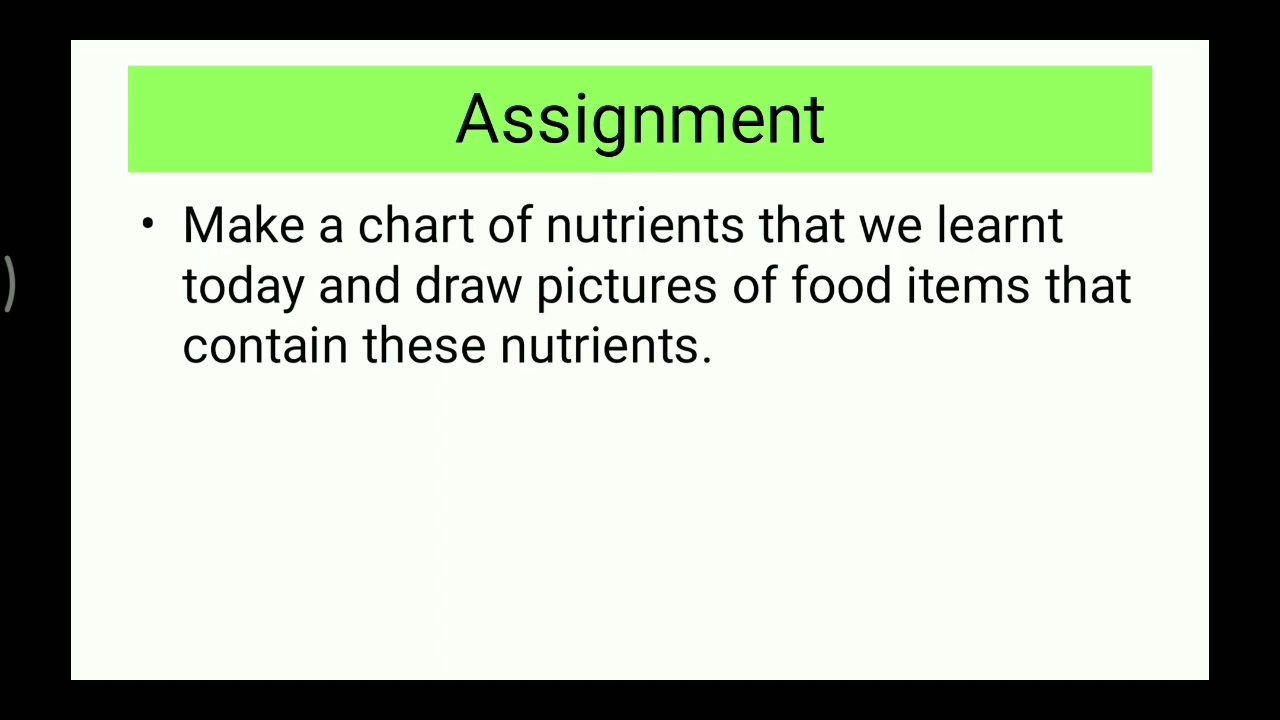 Assignment
• Make a chart of nutrients that we learnt
today and draw pictures of food items that
contain these nutrients.